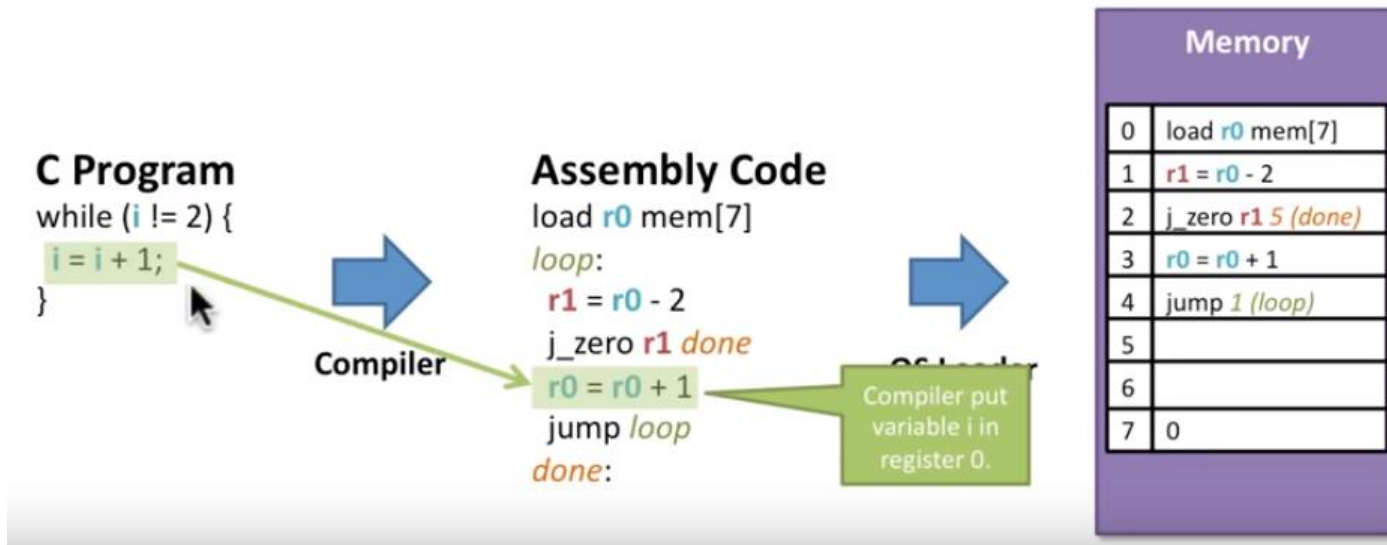 C Program
while (i != 2) {
i = i + 1;
}
Compiler
Assembly Code
load r0 mem[7]
loop:
r1 = r0 - 2
j_zero r1 done
r0 = r0 + 1
jump loop
done:
Compiler put
variable i in
register 0.
Memory
0 load r0 mem[7]
1 r1 = r0 - 2
2 j_zero r1 5 (done)
3 r0 = r0 + 1
4 jump 1 (loop)
5
6
7 0